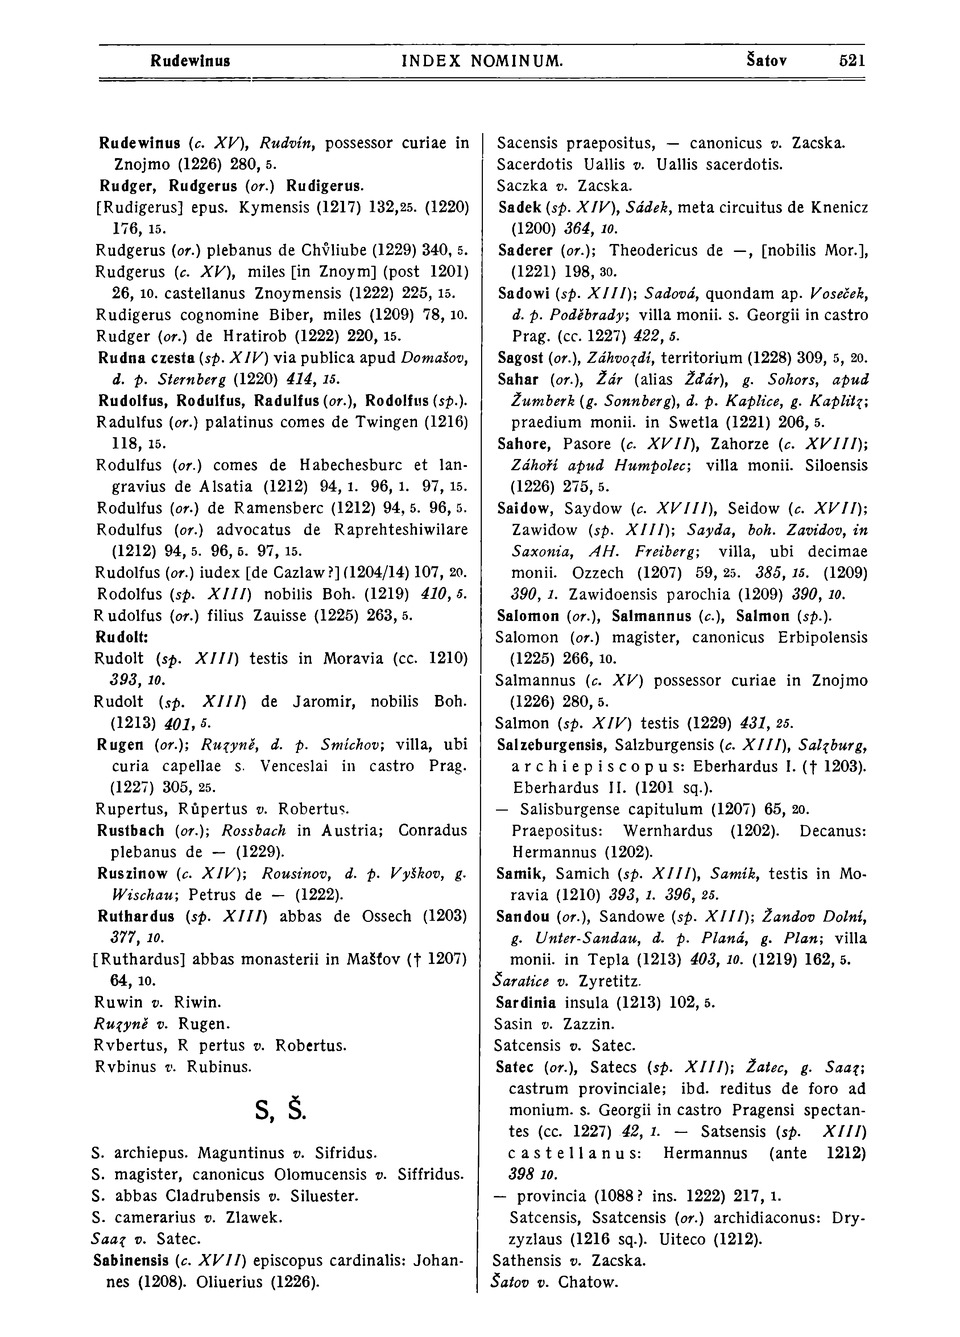 Rudewinus INDEX NOMINUM. Šatov 521
Rudewinus (c. XV), Rudvín, possessor curiae in
Znojmo (1226) 280, 5.
Rudger, Rudgerus (or.) Rudigerus.
[Rudigerus] epus. Kymensis (1217) 132,25. (1220)
176, 15.
Rudgerus (or.) plebanus de Chv̊liube (1229) 340, 5.
Rudgerus (c. XV), miles [in Znoym] (post 1201)
26, 10. castellanus Znoymensis (1222) 225, 15.
Rudigerus cognomine Biber, miles (1209) 78, 10.
Rudger (or.) de Hratirob (1222) 220, 15.
Rudna czesta (sp. XIV) via publica apud Domašov,
d. p. Sternberg (1220) 414, 15.
Rudolfus, Rodulfus, Radulfus (or.), Rodolfus (sp.).
Radulfus (or.) palatinus comes de Twingen (1216)
118, 15.
Rodulfus (or.) comes de Habechesburc et lan-
gravius de Alsatia (1212) 94, 1. 96, 1. 97, 15.
Rodulfus (or.) de Ramensberc (1212) 94, 5. 96, 5.
Rodulfus (or.) advocatus de Raprehteshiwilare
(1212) 94, 5. 96, 5. 97, 15.
Rudolfus (or.) iudex [de Cazlaw?] (1204/14) 107, 20.
Rodolfus (sp. XIII) nobilis Boh. (1219) 410, 5.
Rudolfus (or.) filius Zauisse (1225) 263, 5.
Rudolt:
Rudolt (sp. XIII) testis in Moravia (cc. 1210)
393, 10.
Rudolt (sp. XIII) de Jaromir, nobilis Boh.
(1213) 401, 5.
Rugen (or.); Ruzyně, d. p. Smíchov; villa, ubi
curia capellae s. Venceslai in castro Prag.
(1227) 305, 25.
Rupertus, Růpertus v. Robertus.
Rustbach (or.); Rossbach in Austria; Conradus
plebanus de — (1229).
Ruszinow (c. XIV); Rousínov, d. p. Vyškov, g.
Wischau; Petrus de — (1222).
Ruthardus (sp. XIII) abbas de Ossech (1203)
377, 10.
[Ruthardus] abbas monasterii in Mašťov († 1207)
64, 10.
Ruwin v. Riwin.
Ruzyně v. Rugen.
Rvbertus, R pertus v. Robertus.
Rvbinus v. Rubinus.
S, Š.
S. archiepus. Maguntinus v. Sifridus.
S. magister, canonicus Olomucensis v. Siffridus.
S. abbas Cladrubensis v. Siluester.
S. camerarius v. Zlawek.
Saaz v. Satec.
Sabinensis (c. XVII) episcopus cardinalis: Johan-
nes (1208). Oliuerius (1226).
Sacensis praepositus, — canonicus v. Zacska.
Sacerdotis Uallis v. Uallis sacerdotis.
Saczka v. Zacska.
Sadek (sp. XIV), Sádek, meta circuitus de Knenicz
(1200) 364, 10.
Saderer (or.); Theodericus de —, [nobilis Mor.],
(1221) 198, 30.
Sadowi (sp. XIII); Sadová, quondam ap. Voseček,
d. p. Poděbrady; villa monii. s. Georgii in castro
Prag. (cc. 1227) 422, 5.
Sagost (or.), Záhvozdí, territorium (1228) 309, 5, 20.
Sahar (or.), Žár (alias Žďár), g. Sohors, apud
Žumberk (g. Sonnberg), d. p. Kaplice, g. Kaplitz;
praedium monii. in Swetla (1221) 206, 5.
Sahore, Pasore (c. XVII), Zahorze (c. XVIII);
Záhoří apud Humpolec; villa monii. Siloensis
(1226) 275, 5.
Saidow, Saydow (c. XVIII), Seidow (c. XVII);
Zawidow (sp. XIII); Sayda, boh. Zavidov, in
Saxonia, AH. Freiberg; villa, ubi decimae
monii. Ozzech (1207) 59, 25. 385, 15. (1209)
390, 1. Zawidoensis parochia (1209) 390, 10.
Salomon (or.), Salmannus (c.), Salmon (sp.).
Salomon (or.) magister, canonicus Erbipolensis
(1225) 266, 10.
Salmannus (c. XV) possessor curiae in Znojmo
(1226) 280, 5.
Salmon (sp. XIV) testis (1229) 431, 25.
Salzeburgensis, Salzburgensis (c. XIII), Salzburg,
archiepiscopus: Eberhardus I. († 1203).
Eberhardus II. (1201 sq.).
— Salisburgense capitulum (1207) 65, 20.
Praepositus: Wernhardus (1202). Decanus:
Hermannus (1202).
Samik, Samich (sp. XIII), Samík, testis in Mo-
ravia (1210) 393, 1. 396, 25.
Sandou (or.), Sandowe (sp. XIII); Žandov Dolní,
g. Unter-Sandau, d. p. Planá, g. Plan; villa
monii. in Tepla (1213) 403, 10. (1219) 162, 5.
Šaratice v. Zyretitz.
Sardinia insula (1213) 102, 5.
Sasin v. Zazzin.
Satcensis v. Satec.
Satec (or.), Satecs (sp. XIII); Žatec, g. Saaz;
castrum provinciale; ibd. reditus de foro ad
monium. s. Georgii in castro Pragensi spectan-
tes (cc. 1227) 42, 1. — Satsensis (sp. XIII)
castellanus: Hermannus (ante 1212)
398 10.
— provincia (1088? ins. 1222) 217, 1.
Satcensis, Ssatcensis (or.) archidiaconus: Dry-
zyzlaus (1216 sq.). Uiteco (1212).
Sathensis v. Zacska.
Šatov v. Chatow.